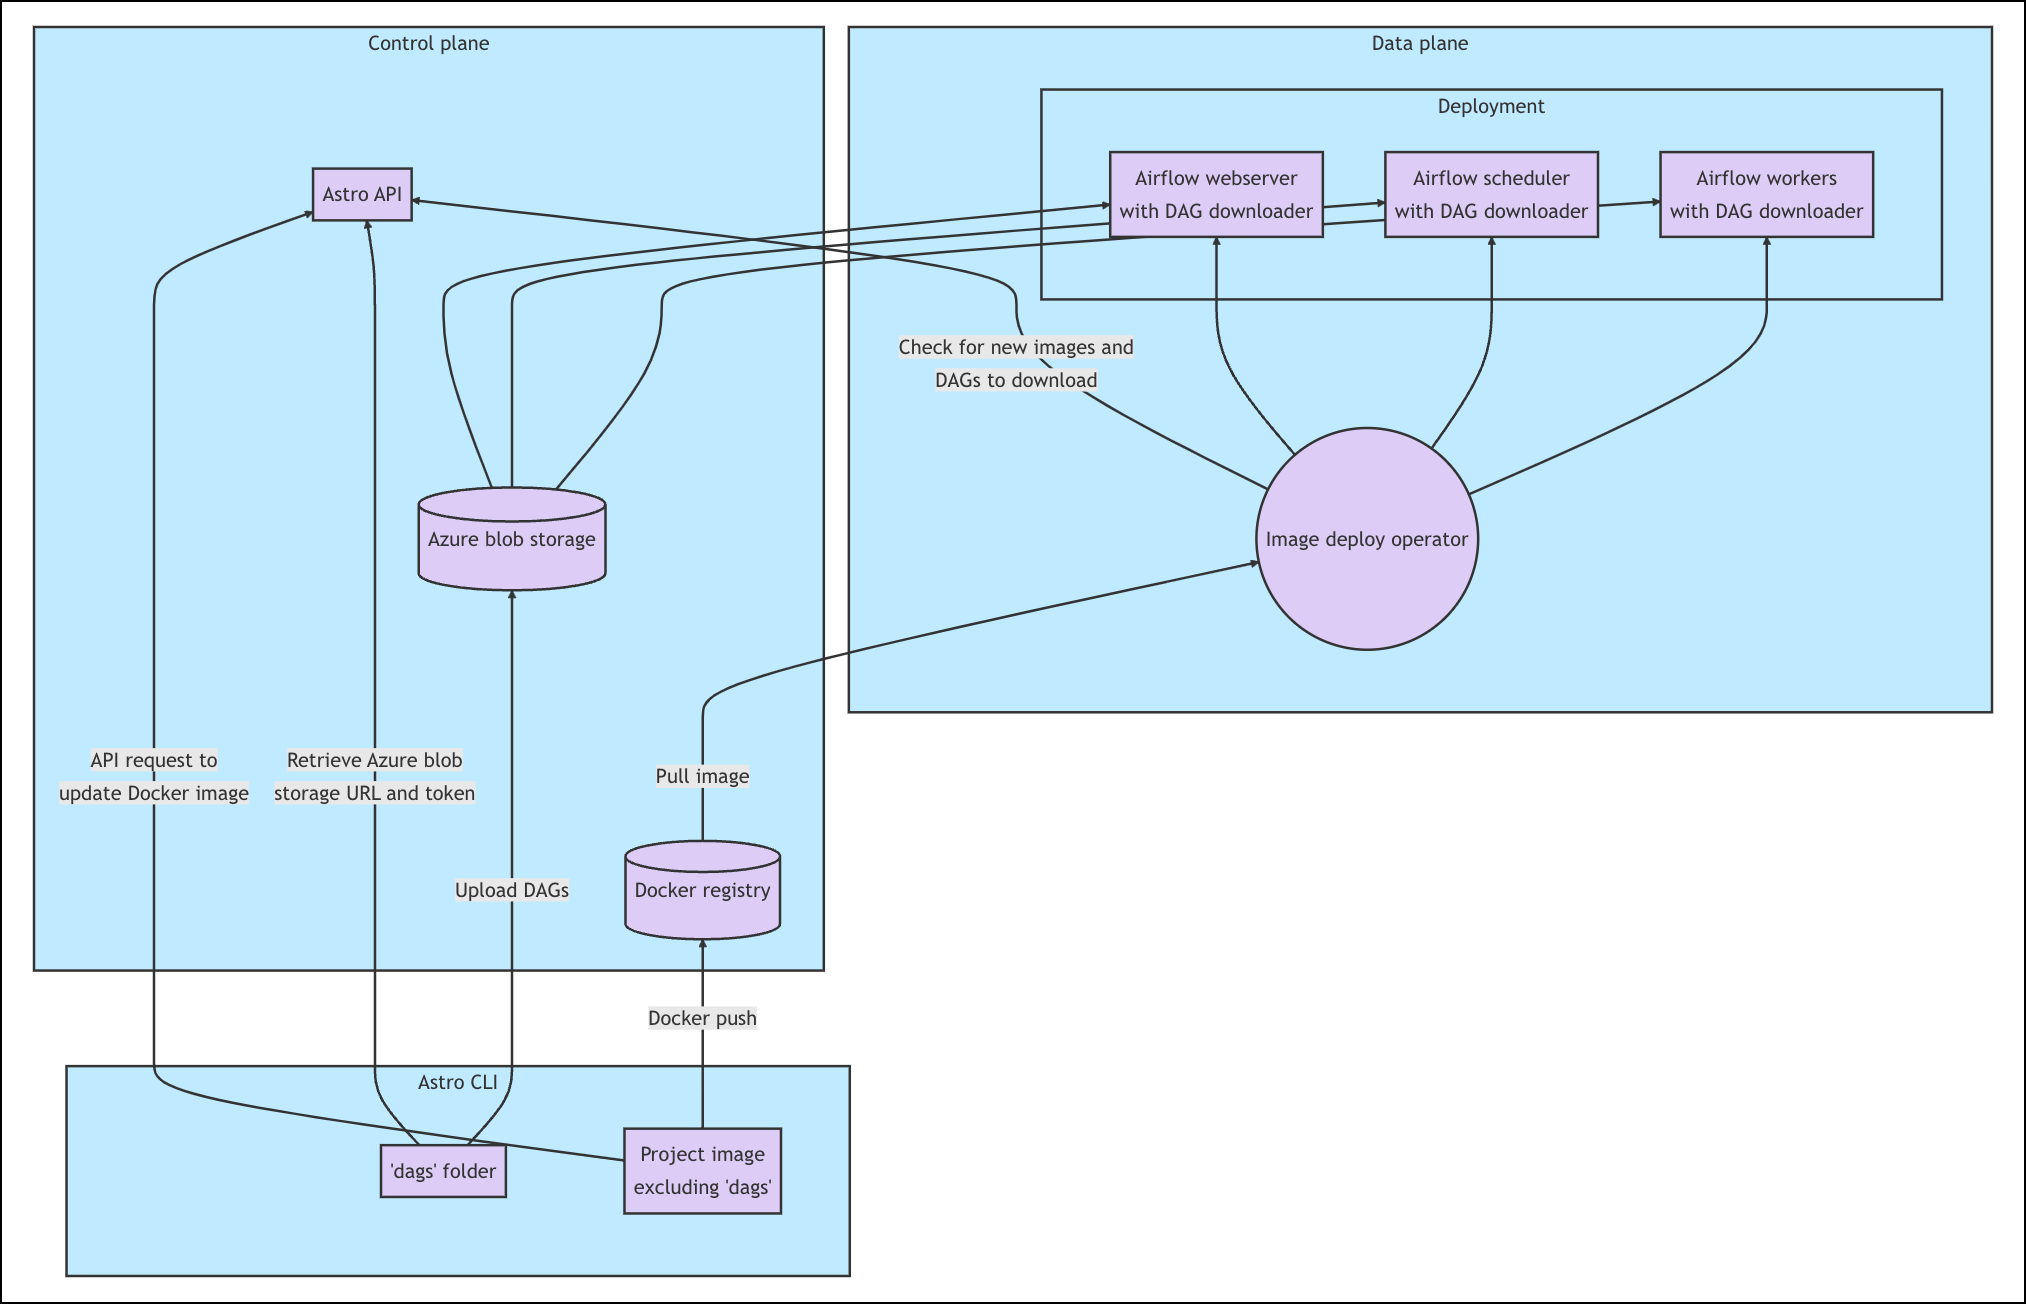 Control plane
Data plane
Deployment
Astro API
Airflow webserver
with DAG downloader
Airflow scheduler
with DAG downloader
Airflow workers
with DAG downloader
Check for new images and
DAGs to download
Azure blob storage
Image deploy operator
API request to
update Docker image
Retrieve Azure blob
storage URL and token
Pull image
Upload DAGs
Docker registry
Docker push
Astro CLI
'dags' folder
Project image
excluding 'dags'